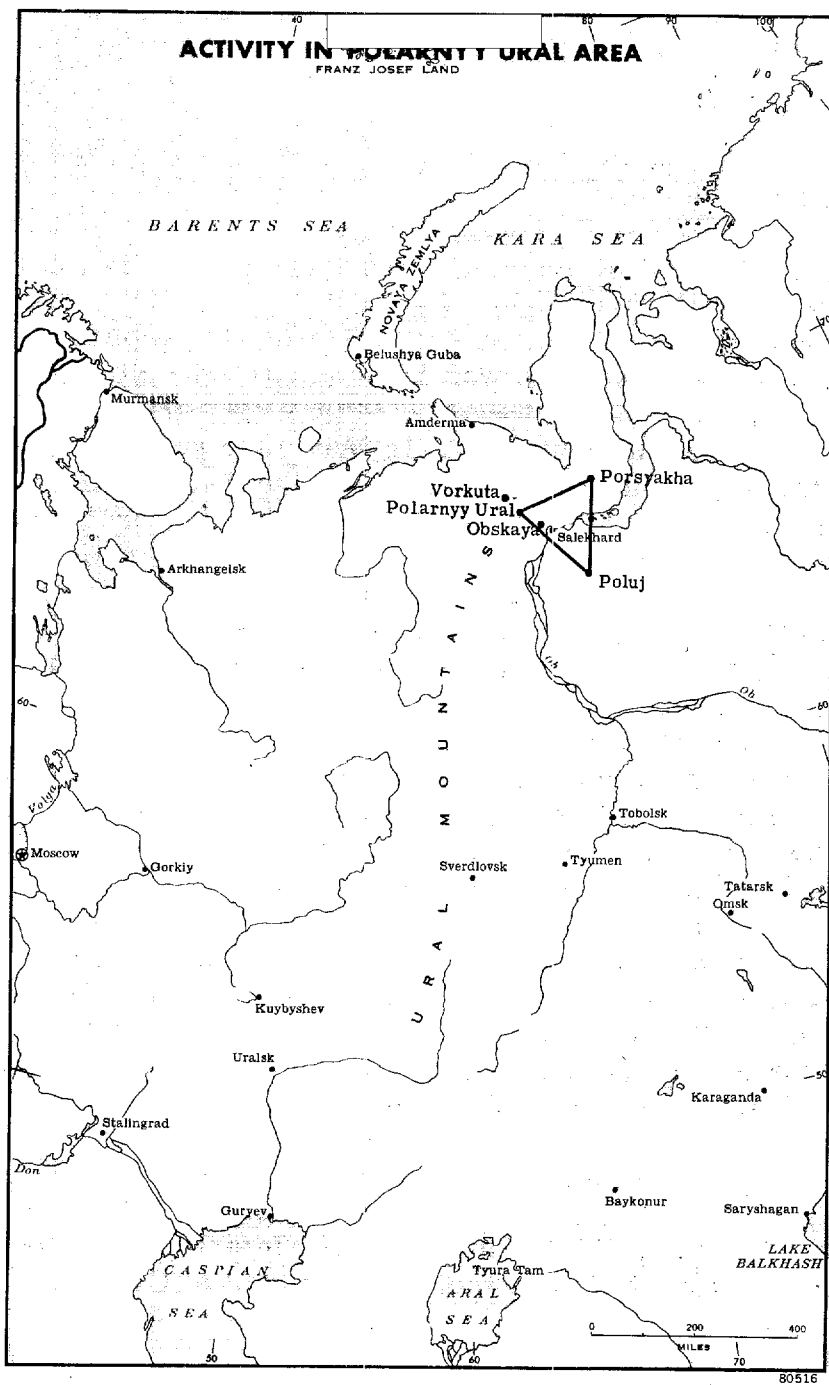 40
80
100
ACTIVITY IN POLARNYY URAL AREA
FRANZ JOSEF LAND
BARENTS SEA
KARA SEA
NOVAYA ZEMLYA
70
Belushya Guba
Murmansk
Amderma
Vorkuta
Porsyakha
Polarnyy Ural
Obskaya
Salekhard
Arkhangelsk
Poluj
Ob
Ob
60
60
URAL MOUNTAINS
Volga
Tobolsk
Moscow
Gorkiy
Sverdlovsk
Tyumen
Tatarsk
Omsk
Kuybyshev
Uralsk
50
Karaganda
Stalingrad
Don
Baykonur
Guryev
Saryshagan
LAKE
BALKHASH
CASPIAN
SEA
Tyura Tam
ARAL
SEA
0 200 400
MILES
50
60
70
80516